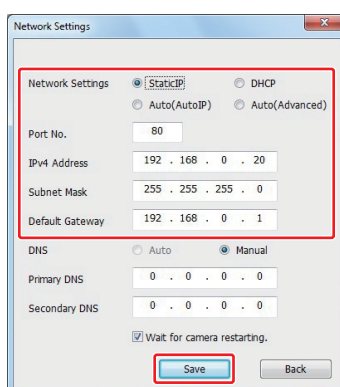 Network Settings
Network Settings StaticIP DHCP
Auto(AutoIP) Auto(Advanced)
Port No. 80
IPv4 Address 192 . 168 . 0 . 20
Subnet Mask 255 . 255 . 255 . 0
Default Gateway 192 . 168 . 0 . 1
DNS Auto Manual
Primary DNS 0 . 0 . 0 . 0
Secondary DNS 0 . 0 . 0 . 0
Wait for camera restarting.
Save Back